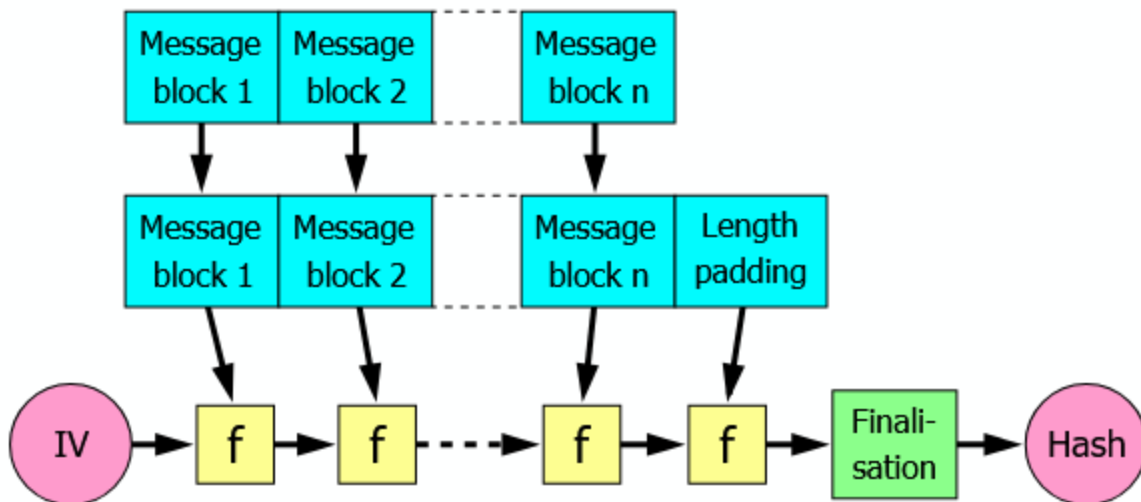 Message
block 1
Message
block 2
Message
block n
Message
block 1
Message
block 2
Message
block n
Length
padding
IV
f
f
f
f
Finali-
sation
Hash